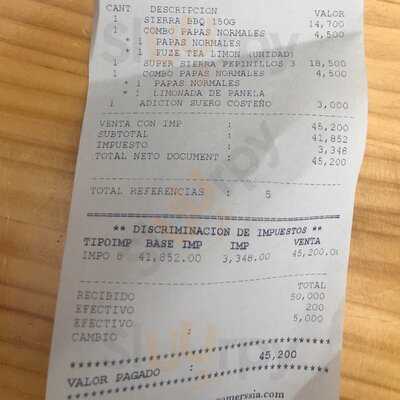 CANT DESCRIPCION VALOR
1 SIERRA BBQ 150G 14,700
1 COMBO PAPAS NORMALES 4,500
* 1 PAPAS NORMALES
* 1 FUZE TEA LIMON (UNIDAD)
1 SUPER SIERRA PEPINILLOS 3 18,500
1 COMBO PAPAS NORMALES 4,500
* 1 PAPAS NORMALES
* 1 LIMONADA DE PANELA
1 ADICION SUERO COSTEÑO 3,000
VENTA CON IMP : 45,200
SUBTOTAL : 41,852
IMPUESTO : 3,348
TOTAL NETO DOCUMENT : 45,200
TOTAL REFERENCIAS : 5
** DISCRIMINACION DE IMPUESTOS **
TIPOIMP BASE IMP IMP VENTA
IMPO 8 41,852.00 3,348.00 45,200.00
TOTAL
RECIBIDO 50,000
EFECTIVO 200
EFECTIVO 5,000
CAMBIO :
VALOR PAGADO : 45,200